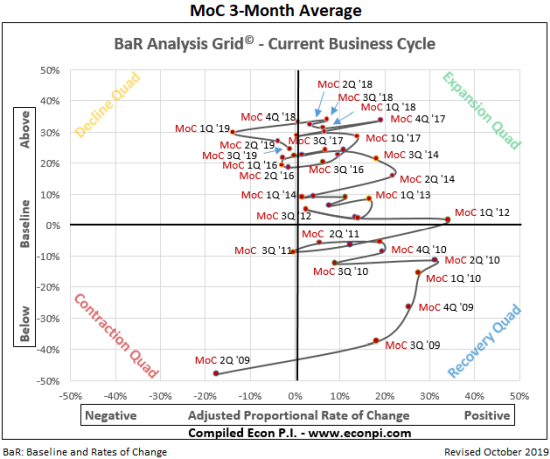 MoC 3-Month Average
BaR Analysis Grid© - Current Business Cycle
50%
40%
30%
20%
10%
0%
-10%
-20%
-30%
-40%
-50%
Above
Baseline
Below
Decline Quad
Expansion Quad
Contraction Quad
Recovery Quad
MoC 2Q '18
MoC 3Q '18
MoC 1Q '18
MoC 4Q '18
MoC 4Q '17
MoC 1Q '19
MoC 2Q '19
MoC 3Q '17
MoC 1Q '17
MoC 3Q '19
MoC 3Q '14
MoC 1Q '16
MoC 3Q '16
MoC 2Q '16
MoC 2Q '14
MoC 1Q '14
MoC 1Q '13
MoC 3Q '12
MoC 1Q '12
MoC 2Q '11
MoC 3Q '11
MoC 4Q '10
MoC 2Q '10
MoC 3Q '10
MoC 1Q '10
MoC 4Q '09
MoC 3Q '09
MoC 2Q '09
-50% -40% -30% -20% -10% 0% 10% 20% 30% 40% 50%
Negative Adjusted Proportional Rate of Change Positive
Compiled Econ P.I. - www.econpi.com
BaR: Baseline and Rates of Change Revised October 2019